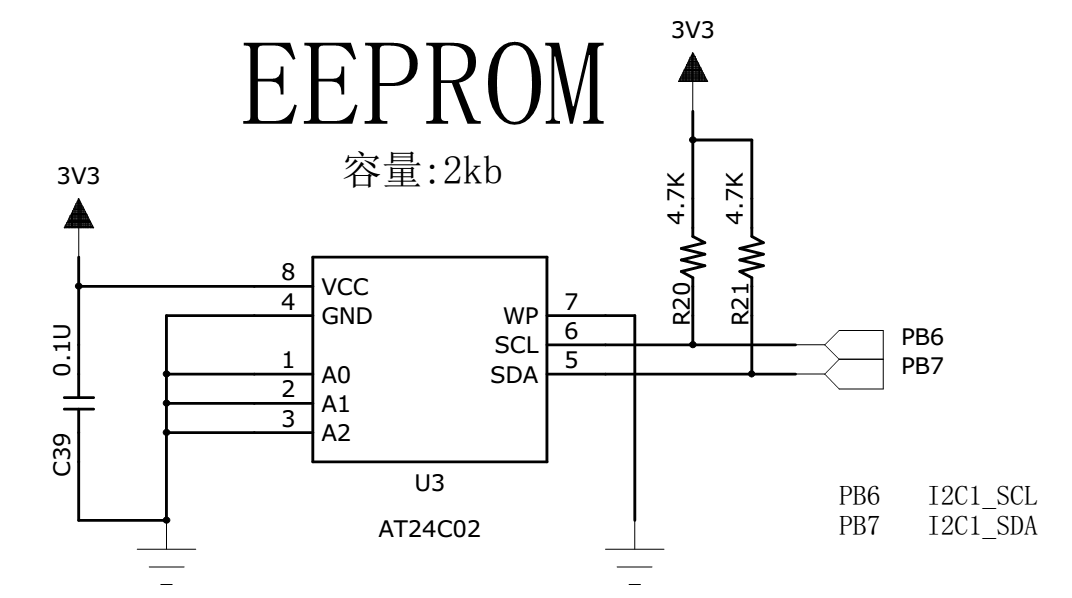 EEPROM
容量:2kb
3V3
3V3
4.7K
4.7K
R20
R21
0.1U
C39
8
VCC
4
GND
1
A0
2
A1
3
A2
WP
7
SCL
6
SDA
5
PB6
PB7
U3
AT24C02
PB6 I2C1_SCL
PB7 I2C1_SDA